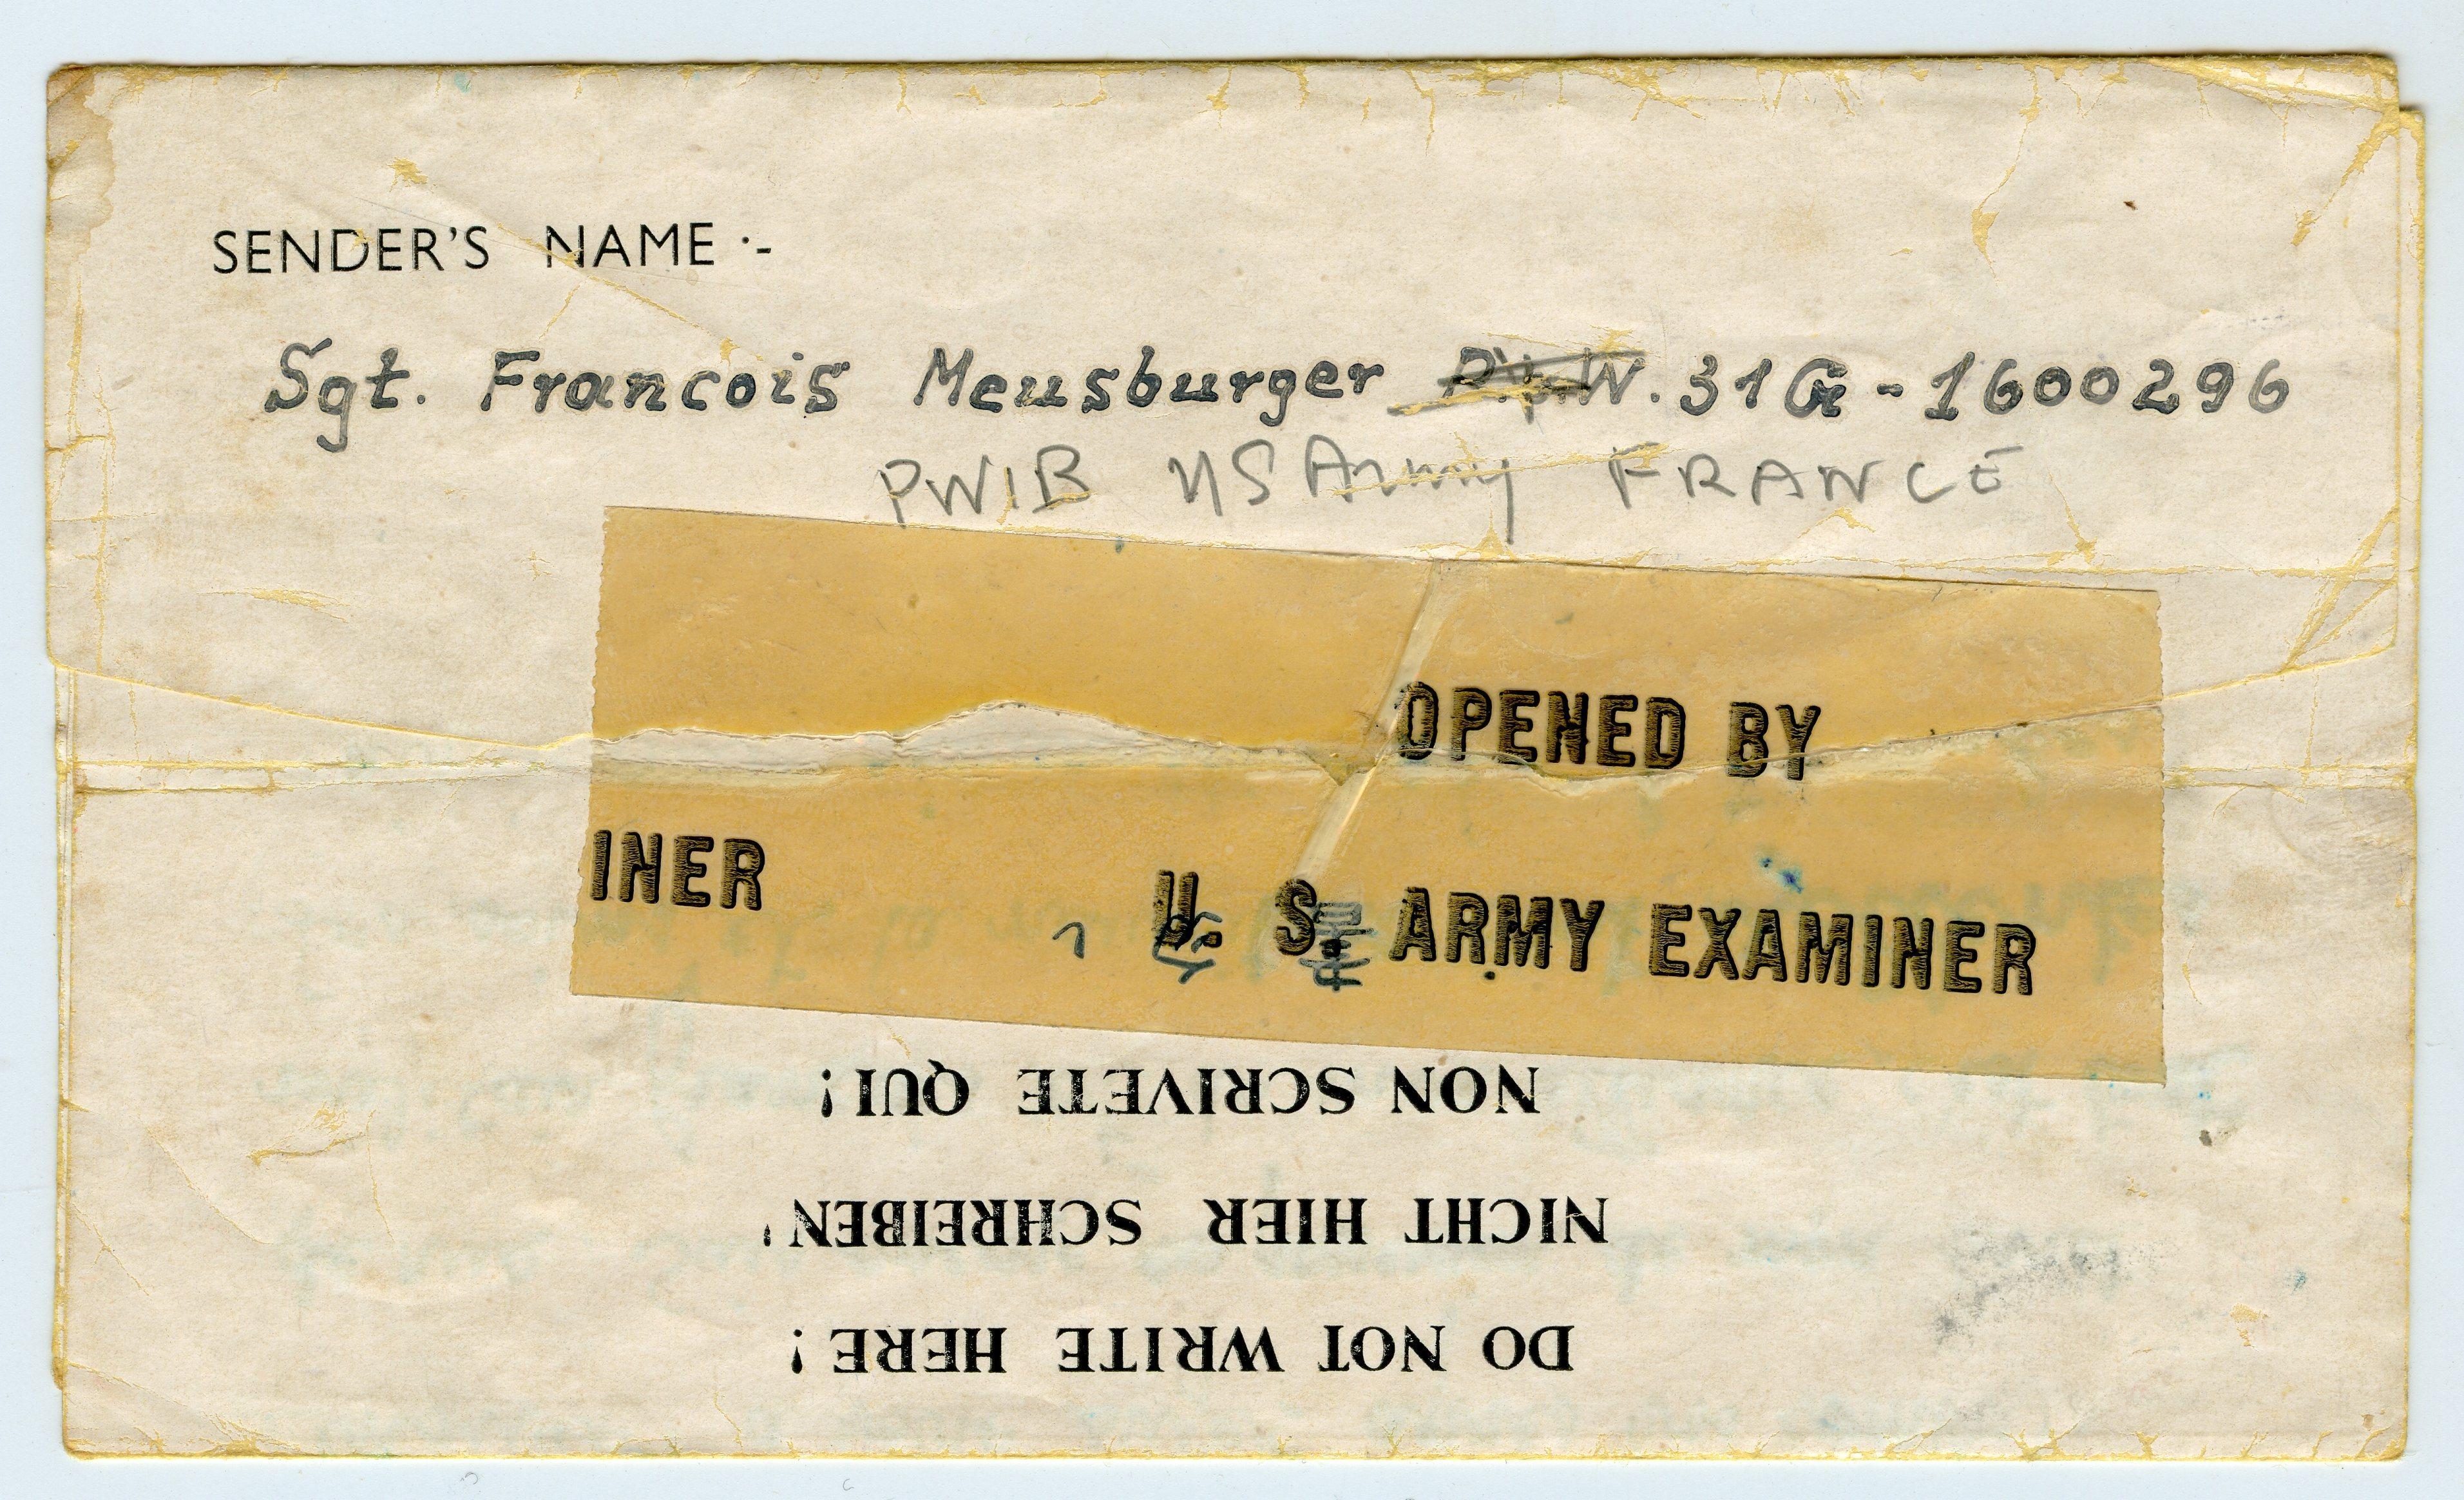 SENDER'S NAME :-
Sgt. Francois Meusburger P.o.W. 31G-1600296
PWIB US Army FRANCE
OPENED BY
INER U. S. ARMY EXAMINER
NON SCRIVETE QUI!
NICHT HIER SCHREIBEN!
DO NOT WRITE HERE!